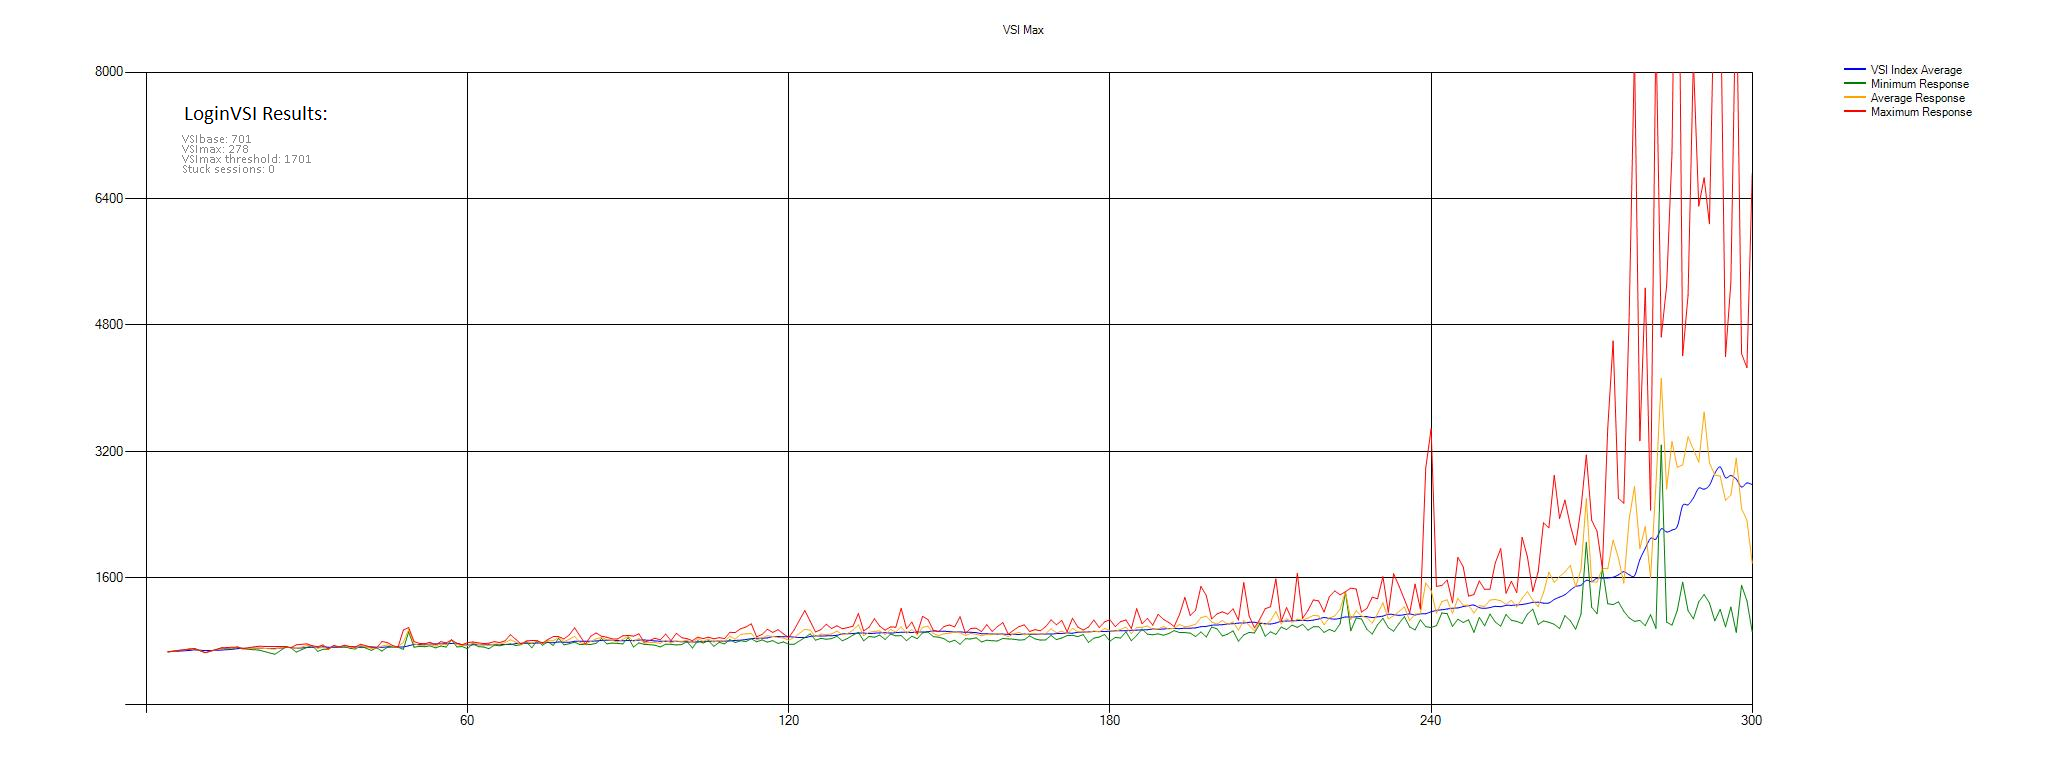 VSI Max
8000
6400
4800
3200
1600
LoginVSI Results:
VSIbase: 701
VSImax: 278
VSImax threshold: 1701
Stuck sessions: 0
VSI Index Average
Minimum Response
Average Response
Maximum Response
60
120
180
240
300